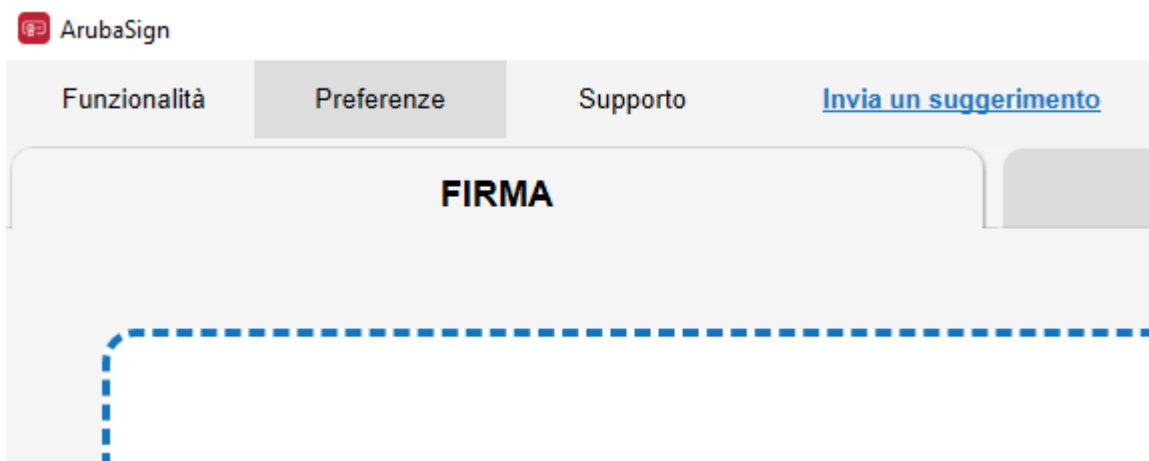 ArubaSign
Funzionalità Preferenze Supporto Invia un suggerimento
FIRMA